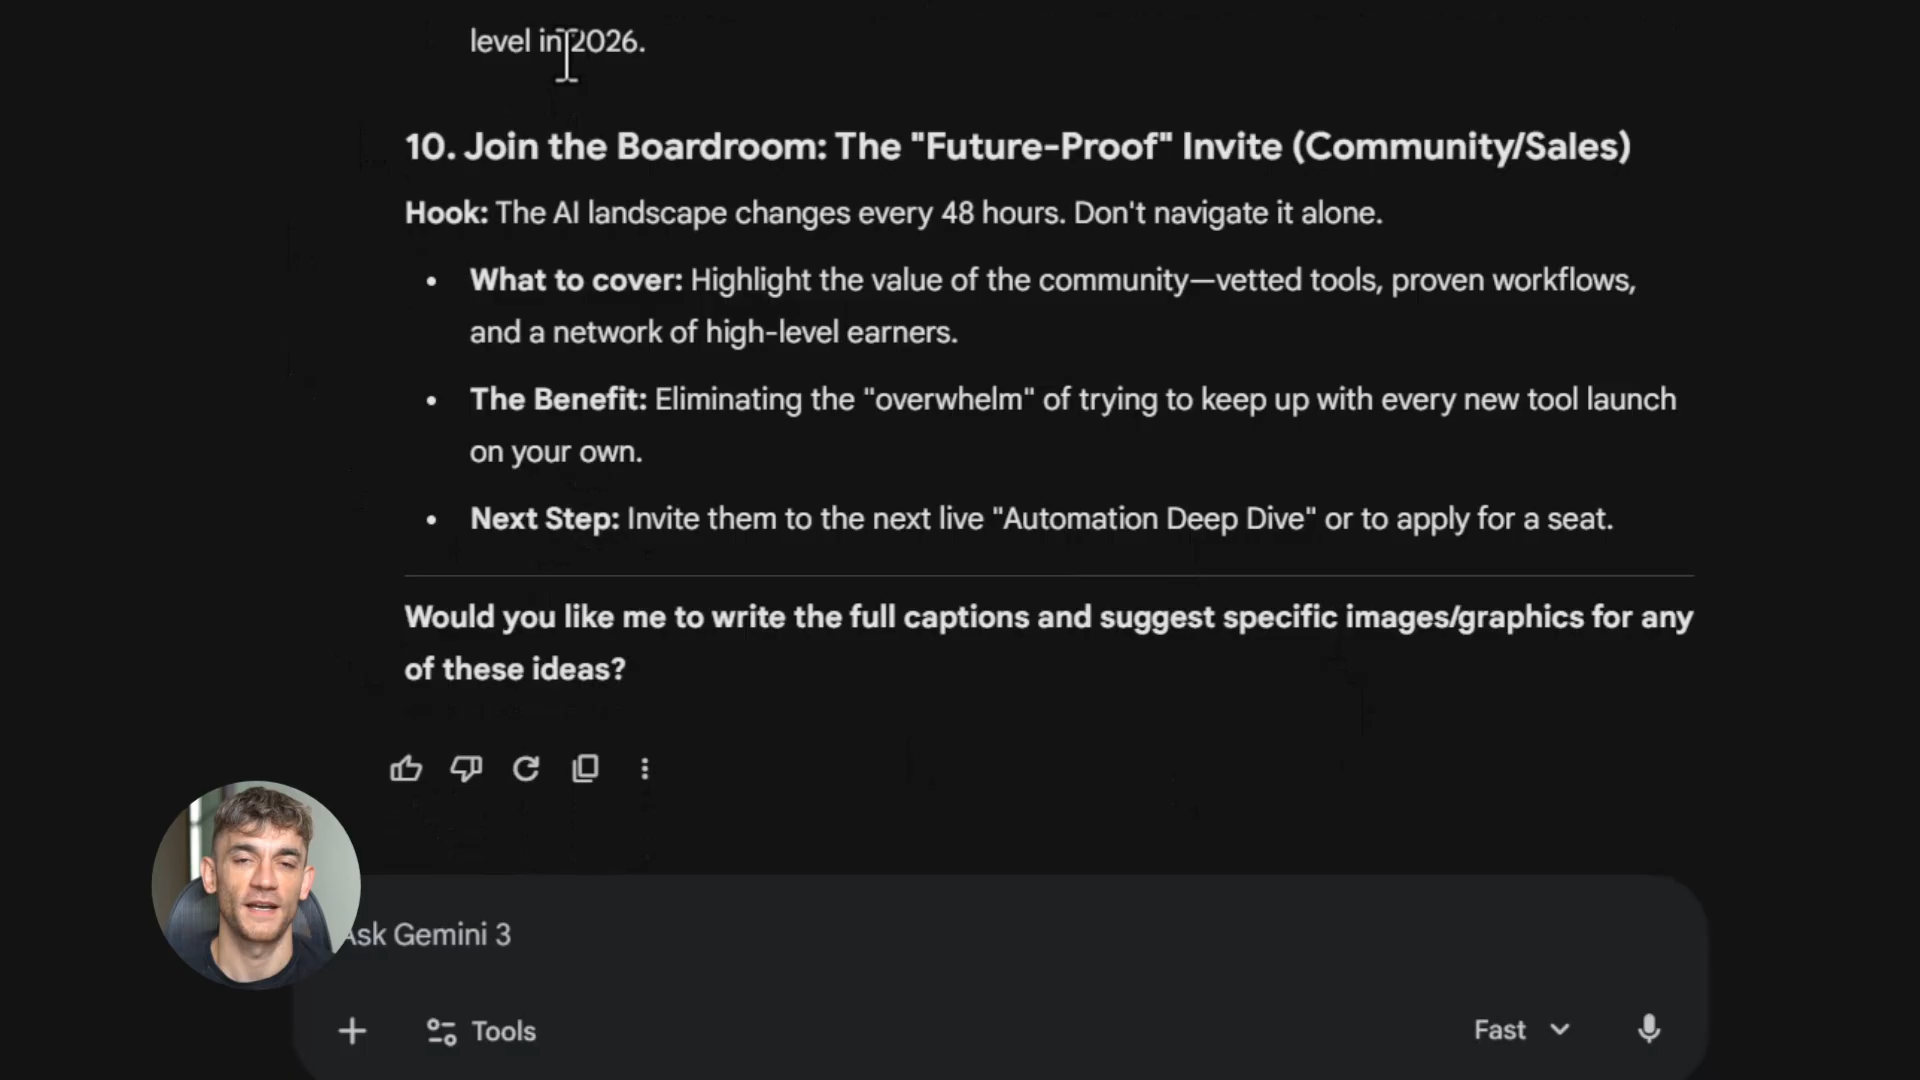 level in 2026.
10. Join the Boardroom: The "Future-Proof" Invite (Community/Sales)
Hook: The AI landscape changes every 48 hours. Don't navigate it alone.
• What to cover: Highlight the value of the community—vetted tools, proven workflows,
and a network of high-level earners.
• The Benefit: Eliminating the "overwhelm" of trying to keep up with every new tool launch
on your own.
• Next Step: Invite them to the next live "Automation Deep Dive" or to apply for a seat.
Would you like me to write the full captions and suggest specific images/graphics for any
of these ideas?
Ask Gemini 3
Tools
Fast